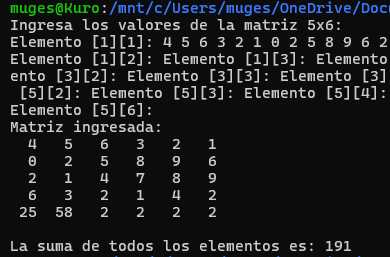 muges@Kuro:/mnt/c/Users/muges/OneDrive/Docu
Ingresa los valores de la matriz 5x6:
Elemento [1][1]: 4 5 6 3 2 1 0 2 5 8 9 6 2
Elemento [1][2]: Elemento [1][3]: Elemento
ento [3][2]: Elemento [3][3]: Elemento [3]
[5][2]: Elemento [5][3]: Elemento [5][4]:
Elemento [5][6]:
Matriz ingresada:
4 5 6 3 2 1
0 2 5 8 9 6
2 1 4 7 8 9
6 3 2 1 4 2
25 58 2 2 2 2
La suma de todos los elementos es: 191